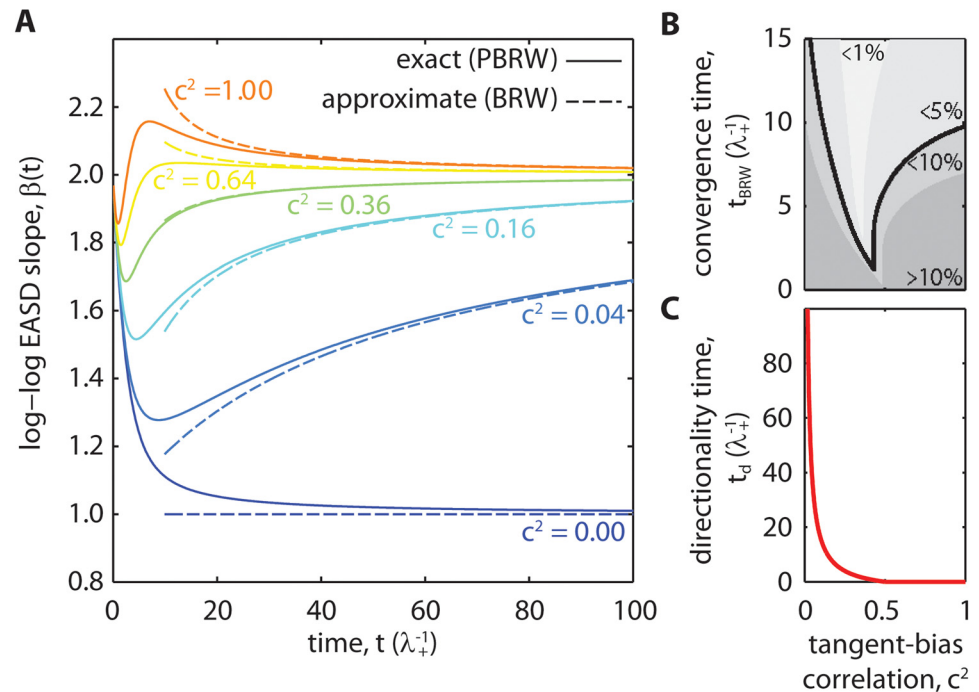 A
log–log EASD slope, β(t)
2.2
2.0
1.8
1.6
1.4
1.2
1.0
0.8
exact (PBRW)
approximate (BRW)
c² = 1.00
c² = 0.64
c² = 0.36
c² = 0.16
c² = 0.04
c² = 0.00
0 20 40 60 80 100
time, t (λ₊⁻¹)
B
convergence time,
t_BRW (λ₊⁻¹)
15
10
5
0
<1%
<5%
<10%
>10%
C
directionality time,
t_d (λ₊⁻¹)
80
60
40
20
0
0 0.5 1
tangent-bias
correlation, c²